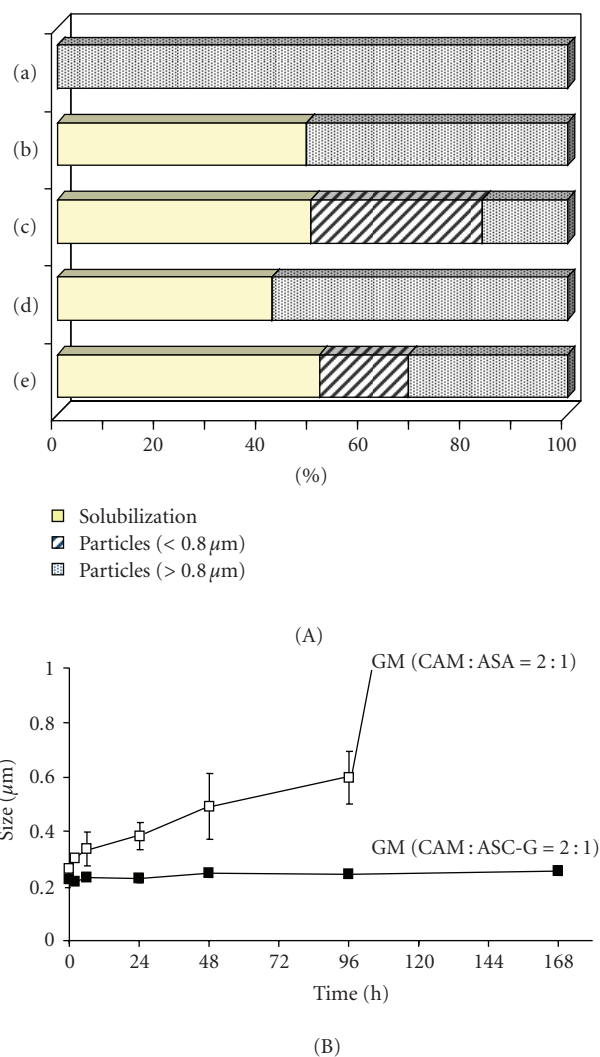 (a)
(b)
(c)
(d)
(e)
0 20 40 60 80 100
(%)
Solubilization
Particles (< 0.8 μm)
Particles (> 0.8 μm)
(A)
GM (CAM : ASA = 2 : 1)
1
0.8
0.6
0.4
0.2
0
Size (μm)
GM (CAM : ASC-G = 2 : 1)
0 24 48 72 96 120 144 168
Time (h)
(B)